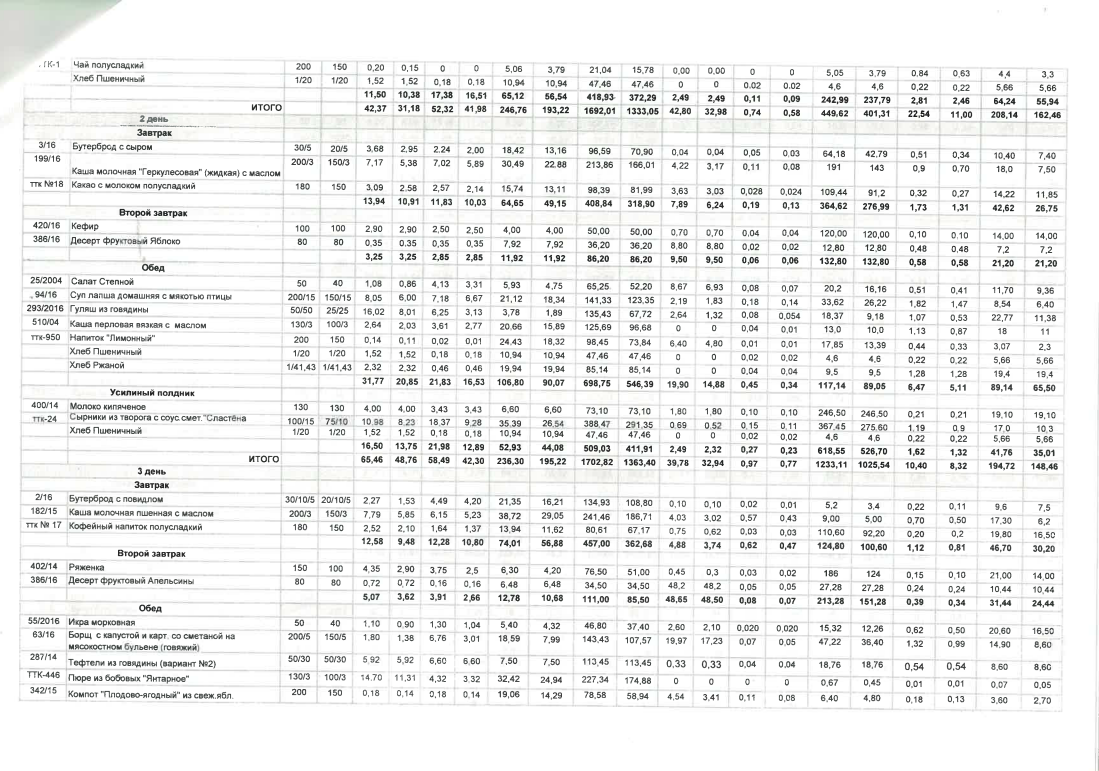 ТК-1 Чай полусладкий 200 150 0,20 0,15 0 0 5,06 3,79 21,04 15,78 0,00 0,00 0 0 5,05 3,79 0,84 0,63 4,4 3,3
Хлеб Пшеничный 1/20 1/20 1,52 1,52 0,18 0,18 10,94 10,94 47,46 47,46 0 0 0.02 0.02 4,6 4,6 0,22 0,22 5,66 5,66
11,50 10,38 17,38 16,51 65,12 56,54 418,93 372,29 2,49 2,49 0,11 0,09 242,99 237,79 2,81 2,46 64,24 55,94
ИТОГО 42,37 31,18 52,32 41,98 246,76 193,22 1692,01 1333,05 42,80 32,98 0,74 0,58 449,62 401,31 22,54 11,00 208,14 162,46
2 день
Завтрак
3/16 Бутерброд с сыром 30/5 20/5 3,68 2,95 2.24 2,00 18,42 13,16 96,59 70,90 0,04 0,04 0,05 0,03 64,18 42,79 0,51 0,34 10,40 7,40
199/16 Каша молочная "Геркулесовая" (жидкая) с маслом 200/3 150/3 7,17 5,38 7,02 5,89 30,49 22.88 213,86 166,01 4,22 3,17 0,11 0,08 191 143 0,9 0,70 18,0 7,50
ттк №18 Какао с молоком полусладкий 180 150 3,09 2,58 2,57 2,14 15,74 13,11 98,39 81,99 3,63 3,03 0,028 0,024 109,44 91,2 0,32 0,27 14,22 11,85
13,94 10,91 11,83 10,03 64,65 49,15 408,84 318,90 7,89 6,24 0,19 0,13 364,62 276,99 1,73 1,31 42,62 26,75
Второй завтрак
420/16 Кефир 100 100 2,90 2,90 2,50 2,50 4,00 4,00 50,00 50,00 0,70 0,70 0,04 0,04 120,00 120,00 0,10 0.10 14,00 14,00
386/16 Десерт фруктовый Яблоко 80 80 0,35 0,35 0,35 0,35 7,92 7,92 36,20 36,20 8,80 8,80 0,02 0,02 12,80 12,80 0,48 0,48 7,2 7,2
3,25 3,25 2,85 2,85 11,92 11,92 86,20 86,20 9,50 9,50 0,06 0,06 132,80 132,80 0,58 0,58 21,20 21,20
Обед
25/2004 Салат Степной 50 40 1,08 0,86 4,13 3,31 5,93 4,75 65,25 52,20 8,67 6,93 0,08 0,07 20,2 16,16 0,51 0,41 11,70 9,36
94/16 Суп лапша домашняя с мякотью птицы 200/15 150/15 8,05 6,00 7,18 6,67 21,12 18,34 141,33 123,35 2,19 1,83 0,18 0,14 33,62 26,22 1,82 1,47 8,54 6,40
293/2016 Гуляш из говядины 50/50 25/25 16,02 8,01 6,25 3,13 3,78 1,89 135,43 67,72 2,64 1,32 0,08 0,054 18,37 9,18 1,07 0,53 22,77 11,38
510/04 Каша перловая вязкая с маслом 130/3 100/3 2,64 2,03 3,61 2,77 20,66 15,89 125,69 96,68 0 0 0,04 0,01 13,0 10,0 1,13 0,87 18 11
ттк-950 Напиток "Лимонный" 200 150 0,14 0,11 0,02 0,01 24,43 18,32 98,45 73,84 6,40 4,80 0,01 0,01 17,85 13,39 0,44 0,33 3,07 2,3
Хлеб Пшеничный 1/20 1/20 1,52 1,52 0,18 0,18 10,94 10,94 47,46 47,46 0 0 0,02 0,02 4,6 4,6 0,22 0,22 5,66 5,66
Хлеб Ржаной 1/41,43 1/41,43 2,32 2,32 0,46 0,46 19,94 19,94 85,14 85,14 0 0 0,04 0,04 9,5 9,5 1,28 1,28 19,4 19,4
31,77 20,85 21,83 16,53 106,80 90,07 698,75 546,39 19,90 14,88 0,45 0,34 117,14 89,05 6,47 5,11 89,14 65,50
Усилиный полдник
400/14 Молоко кипяченое 130 130 4,00 4,00 3,43 3,43 6,60 6,60 73,10 73,10 1,80 1,80 0,10 0,10 246,50 246,50 0,21 0,21 19,10 19,10
ттк-24 Сырники из творога с соус.смет."Сластёна 100/15 75/10 10,98 8,23 18,37 9,28 35,39 26,54 388,47 291,35 0,69 0,52 0,15 0,11 367,45 275,60 1,19 0,9 17,0 10,3
Хлеб Пшеничный 1/20 1/20 1,52 1,52 0,18 0,18 10,94 10,94 47,46 47,46 0 0 0,02 0,02 4,6 4,6 0,22 0,22 5,66 5,66
16,50 13,75 21,98 12,89 52,93 44,08 509,03 411,91 2,49 2,32 0,27 0,23 618,55 526,70 1,62 1,32 41,76 35,01
ИТОГО 65,46 48,76 58,49 42,30 236,30 195,22 1702,82 1363,40 39,78 32,94 0,97 0,77 1233,11 1025,54 10,40 8,32 194,72 148,46
3 день
Завтрак
2/16 Бутерброд с повидлом 30/10/5 20/10/5 2,27 1,53 4,49 4,20 21,35 16,21 134,93 108,80 0,10 0,10 0,02 0,01 5,2 3,4 0,22 0,11 9,6 7,5
182/15 Каша молочная пшенная с маслом 200/3 150/3 7,79 5,85 6,15 5,23 38,72 29,05 241,46 186,71 4,03 3,02 0,57 0,43 9,00 5,00 0,70 0,50 17,30 6,2
ттк № 17 Кофейный напиток полусладкий 180 150 2,52 2,10 1,64 1,37 13,94 11,62 80,61 67,17 0,75 0,62 0,03 0,03 110,60 92,20 0,20 0,2 19,80 16,50
12,58 9,48 12,28 10,80 74,01 56,88 457,00 362,68 4,88 3,74 0,62 0,47 124,80 100,60 1,12 0,81 46,70 30,20
Второй завтрак
402/14 Ряженка 150 100 4,35 2,90 3,75 2,5 6,30 4,20 76,50 51,00 0,45 0,3 0,03 0,02 186 124 0,15 0,10 21,00 14,00
386/16 Десерт фруктовый Апельсины 80 80 0,72 0,72 0,16 0,16 6,48 6,48 34,50 34,50 48,2 48,2 0,05 0,05 27,28 27,28 0,24 0,24 10,44 10,44
5,07 3,62 3,91 2,66 12,78 10,68 111,00 85,50 48,65 48,50 0,08 0,07 213,28 151,28 0,39 0,34 31,44 24,44
Обед
55/2016 Икра морковная 50 40 1,10 0,90 1,30 1,04 5,40 4,32 46,80 37,40 2,60 2,10 0,020 0,020 15,32 12,26 0,62 0,50 20,60 16,50
63/16 Борщ с капустой и карт. со сметаной на 200/5 150/5 1,80 1,38 6,76 3,01 18,59 7,99 143,43 107,57 19,97 17,23 0,07 0,05 47,22 36,40 1,32 0,99 14,90 8,60
мясокостном бульене (говяжий)
287/14 Тефтели из говядины (вариант №2) 50/30 50/30 5,92 5,92 6,60 6,60 7,50 7,50 113,45 113,45 0,33 0,33 0,04 0,04 18,76 18,76 0,54 0,54 8,60 8,60
ТТК-446 Пюре из бобовых "Янтарное" 130/3 100/3 14,70 11,31 4,32 3,32 32,42 24,94 227,34 174,88 0 0 0 0 0,67 0,45 0,01 0,01 0,07 0,05
342/15 Компот "Плодово-ягодный" из свеж.ябл. 200 150 0,18 0,14 0,18 0,14 19,06 14,29 78,58 58,94 4,54 3,41 0,11 0,08 6,40 4,80 0,18 0,13 3,60 2,70